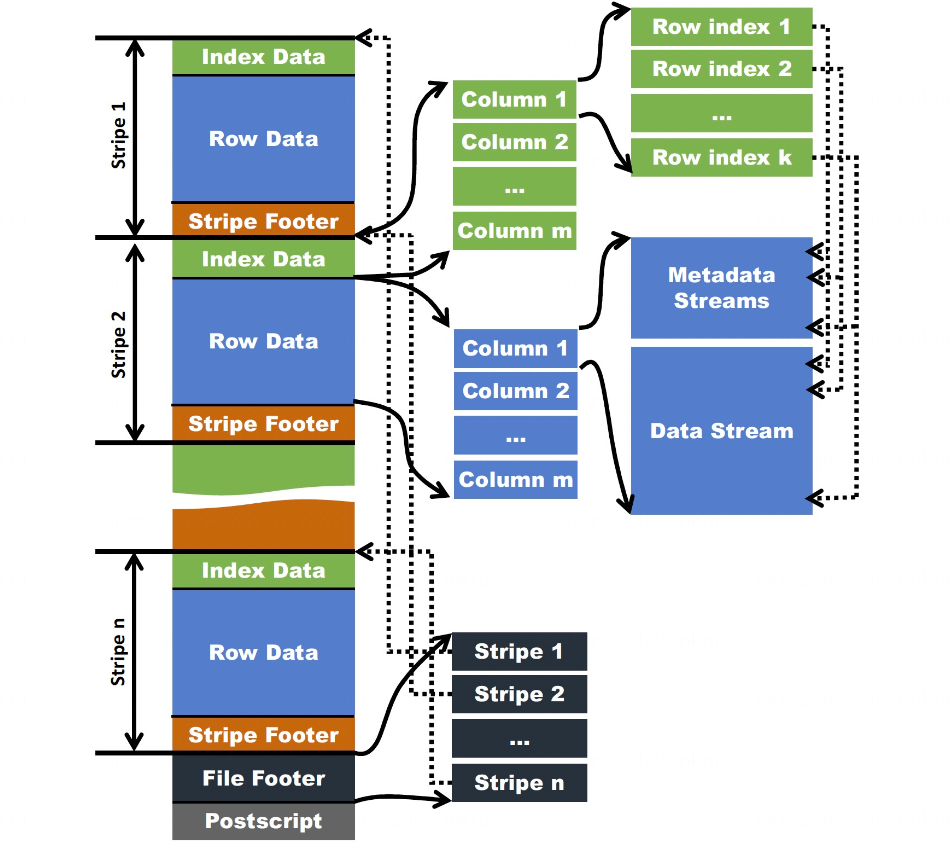 Stripe 1
Index Data
Row Data
Stripe Footer
Stripe 2
Index Data
Row Data
Stripe Footer
Stripe n
Index Data
Row Data
Stripe Footer
File Footer
Postscript
Column 1
Column 2
...
Column m
Row index 1
Row index 2
...
Row index k
Column 1
Column 2
...
Column m
Metadata
Streams
Data Stream
Stripe 1
Stripe 2
...
Stripe n